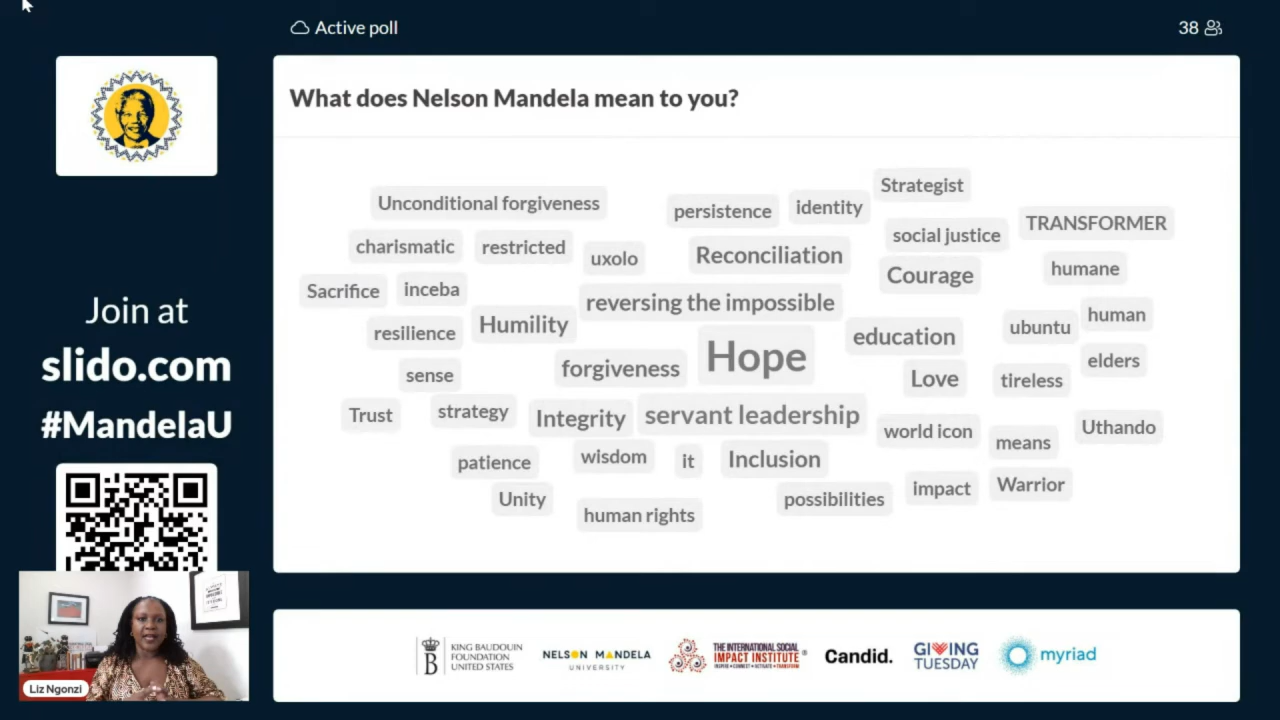 Active poll
38
What does Nelson Mandela mean to you?
Join at
slido.com
#MandelaU
Strategist
Unconditional forgiveness
persistence
identity
TRANSFORMER
charismatic
restricted
uxolo
Reconciliation
social justice
Courage
humane
Sacrifice
inceba
reversing the impossible
resilience
Humility
education
ubuntu
human
sense
forgiveness
Hope
Love
tireless
elders
Trust
strategy
Integrity
servant leadership
world icon
means
Uthando
patience
wisdom
it
Inclusion
Unity
human rights
possibilities
impact
Warrior
Liz Ngonzi
B
KING BAUDOUIN
FOUNDATION
UNITED STATES
NELSON MANDELA
UNIVERSITY
THE INTERNATIONAL SOCIAL
IMPACT INSTITUTE®
INSPIRE • CONNECT • ACTIVATE • TRANSFORM
Candid.
GIVING
TUESDAY
myriad